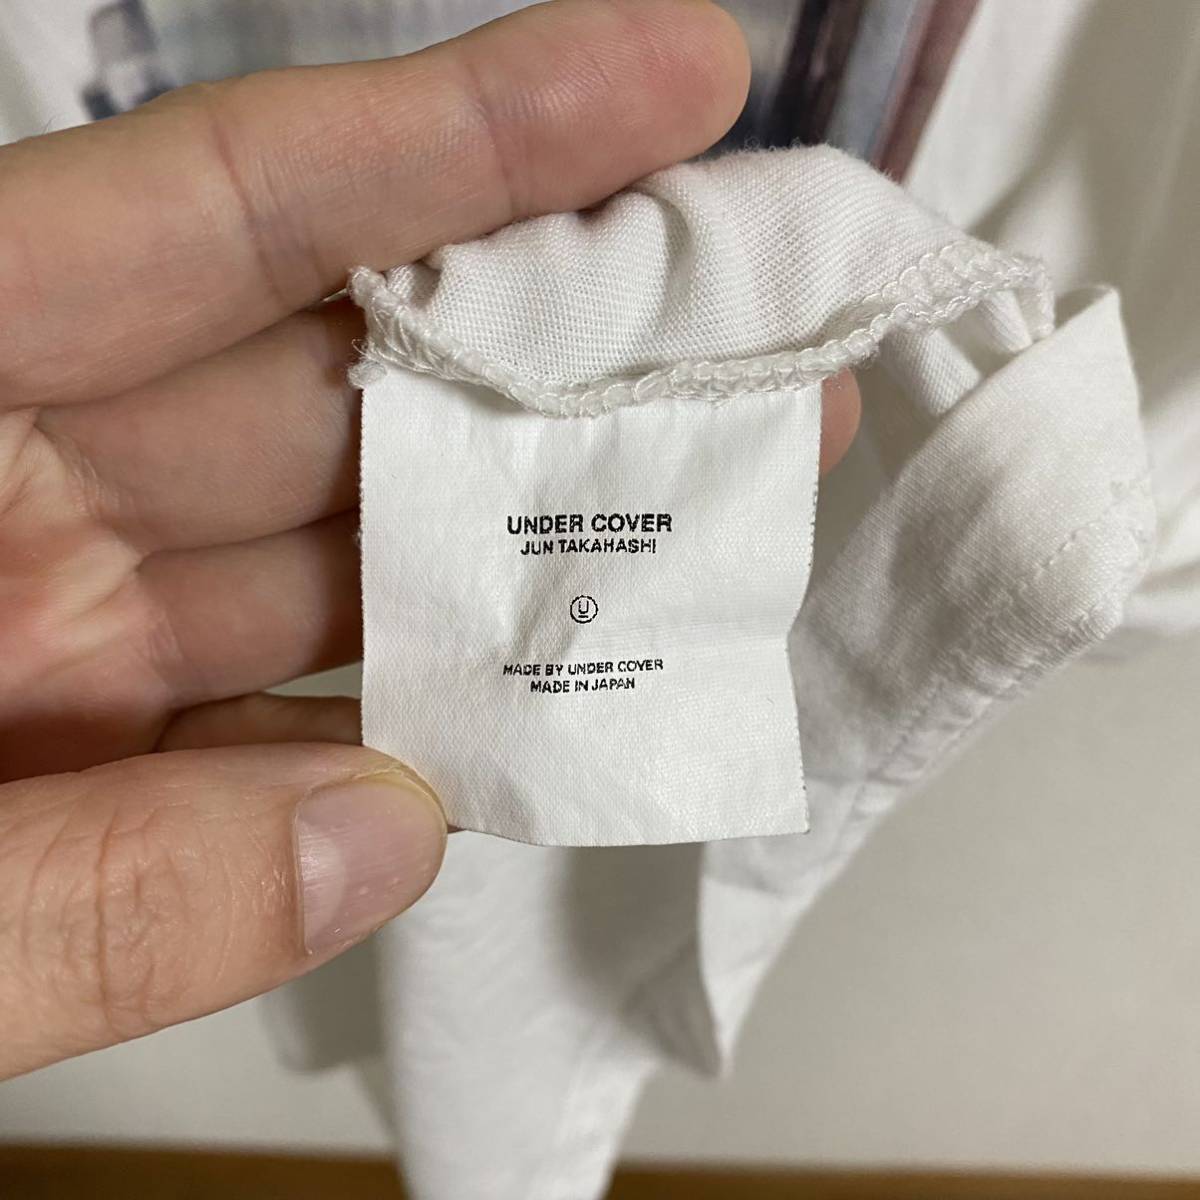 UNDER COVER
JUN TAKAHASHI
U
MADE BY UNDER COVER
MADE IN JAPAN